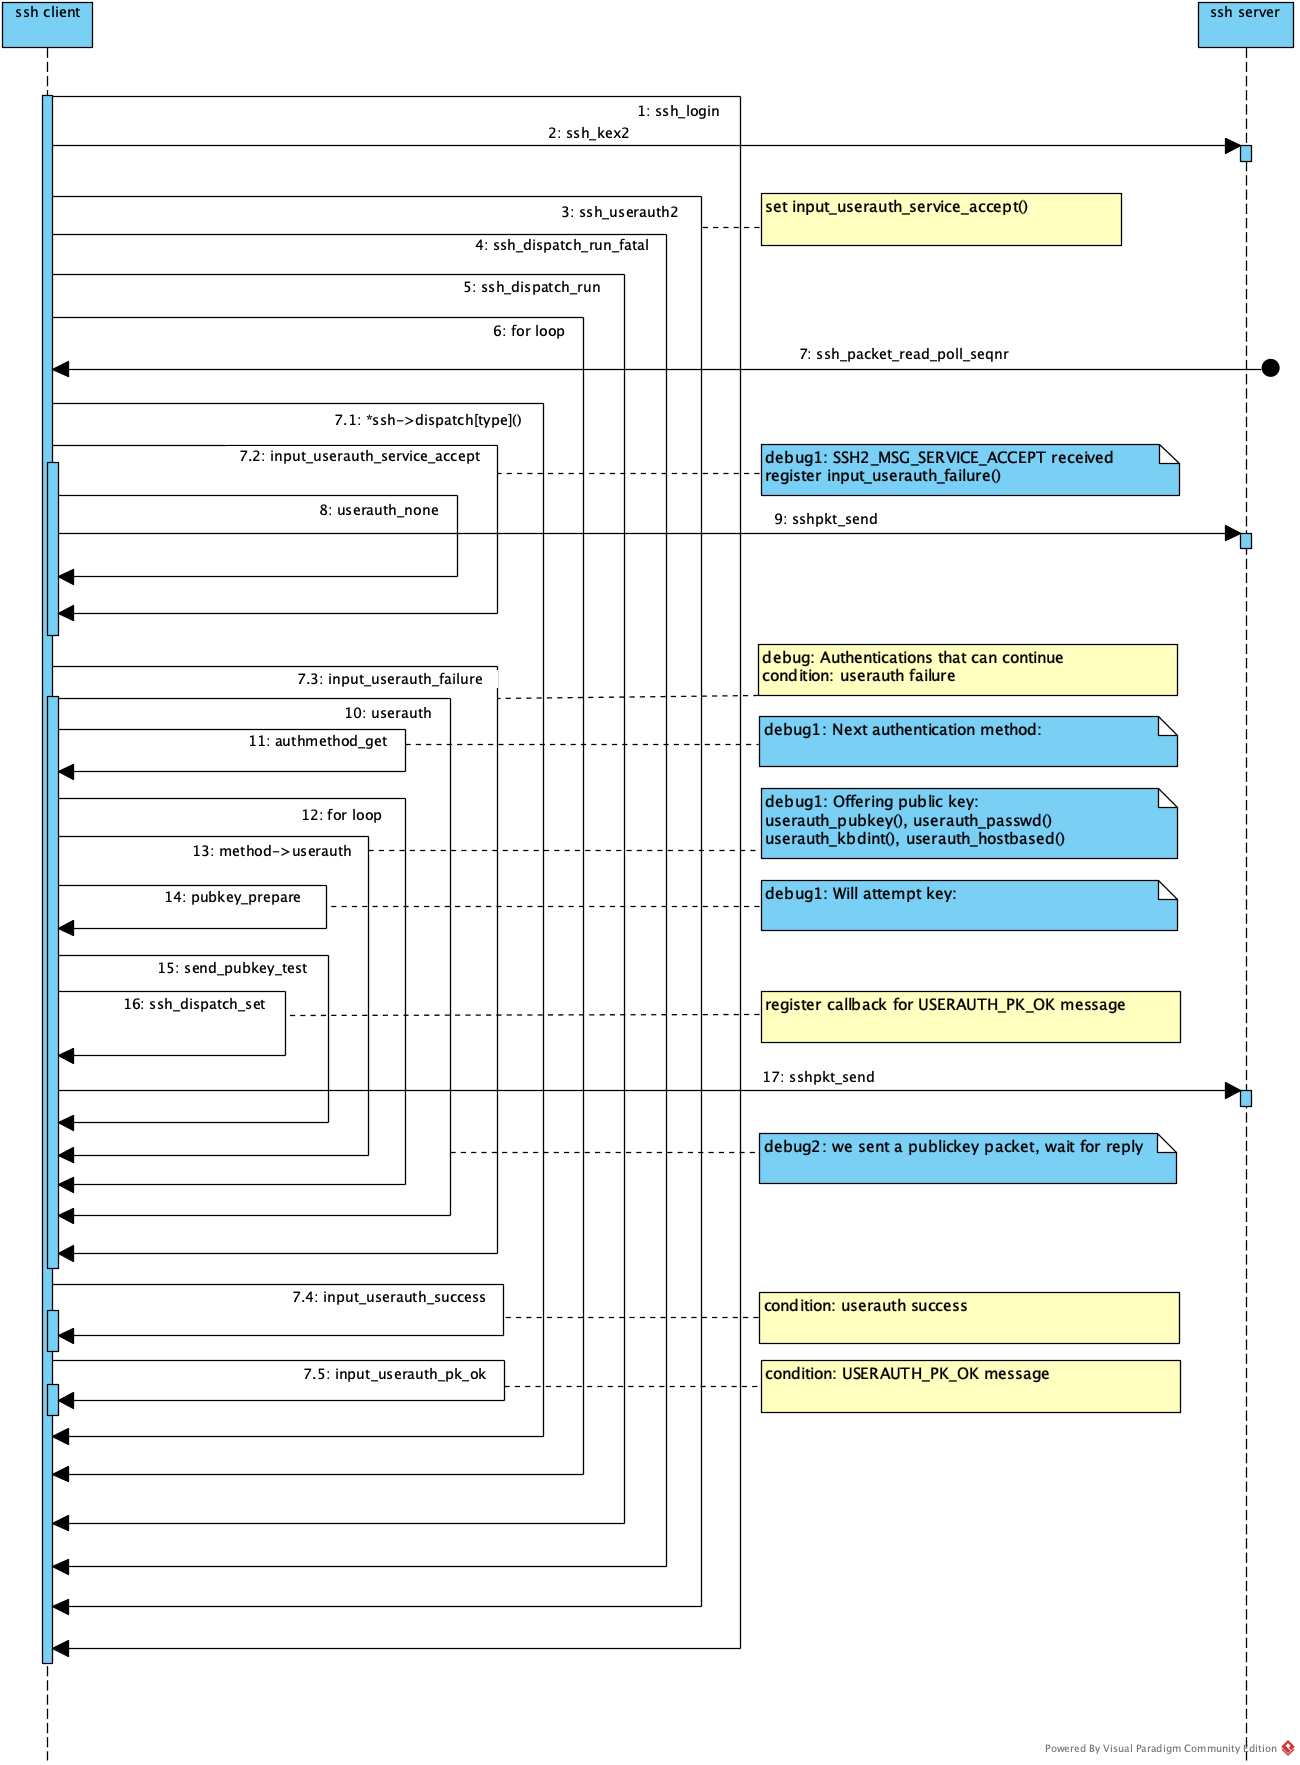 ssh client
ssh server
1: ssh_login
2: ssh_kex2
3: ssh_userauth2
set input_userauth_service_accept()
4: ssh_dispatch_run_fatal
5: ssh_dispatch_run
6: for loop
7: ssh_packet_read_poll_seqnr
7.1: *ssh->dispatch[type]()
7.2: input_userauth_service_accept
debug1: SSH2_MSG_SERVICE_ACCEPT received
register input_userauth_failure()
8: userauth_none
9: sshpkt_send
debug: Authentications that can continue
condition: userauth failure
7.3: input_userauth_failure
10: userauth
debug1: Next authentication method:
11: authmethod_get
debug1: Offering public key:
userauth_pubkey(), userauth_passwd()
userauth_kbdint(), userauth_hostbased()
12: for loop
13: method->userauth
14: pubkey_prepare
debug1: Will attempt key:
15: send_pubkey_test
16: ssh_dispatch_set
register callback for USERAUTH_PK_OK message
17: sshpkt_send
debug2: we sent a publickey packet, wait for reply
7.4: input_userauth_success
condition: userauth success
7.5: input_userauth_pk_ok
condition: USERAUTH_PK_OK message
Powered By Visual Paradigm Community Edition